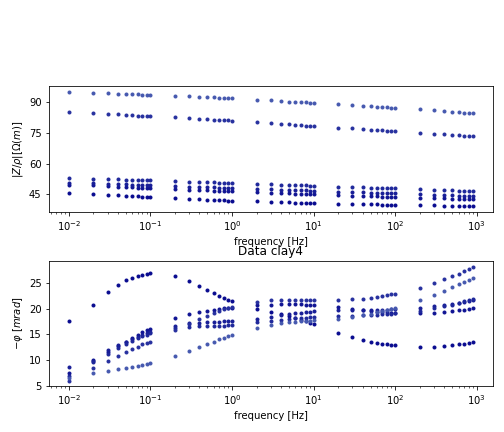 90
75
60
45
|Z/ρ|(Ω(m)
10⁻² 10⁻¹ 10⁰ 10¹ 10² 10³
frequency [Hz]
Data clay4
25
20
15
10
5
−φ [mrad]
10⁻² 10⁻¹ 10⁰ 10¹ 10² 10³
frequency [Hz]